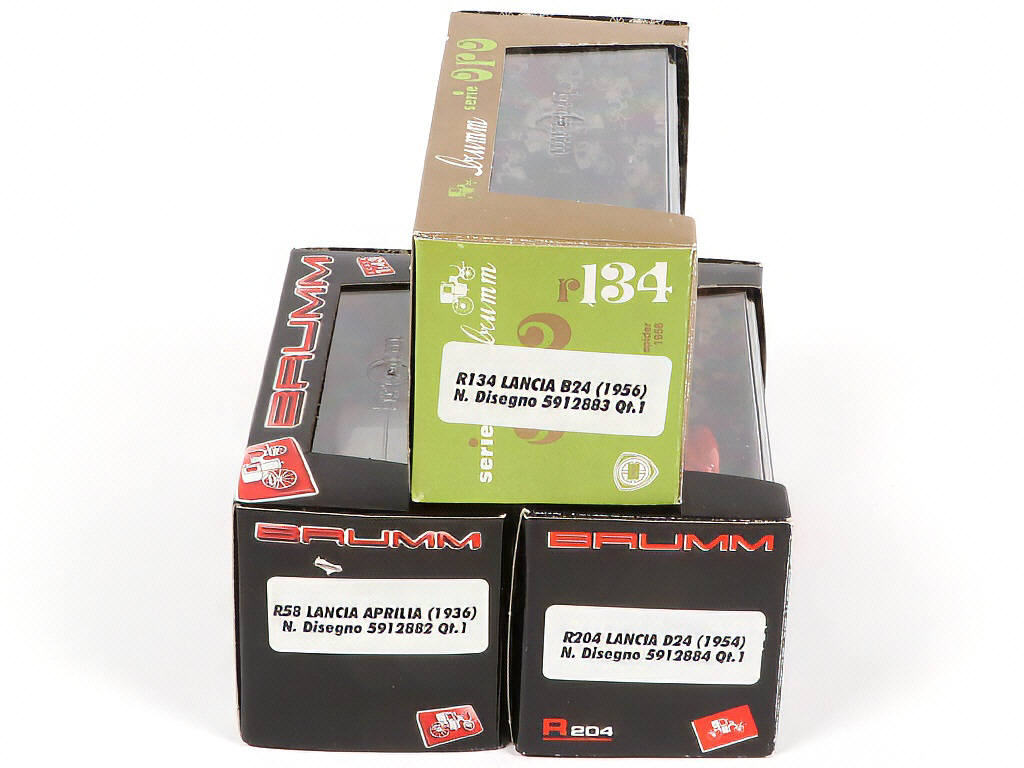 serie oro
brumm
r134
brumm
spider
1956
R134 LANCIA B24 (1956)
N. Disegno 5912883 Qt.1
serie
BRUMM
BRUMM
R58 LANCIA APRILIA (1936)
N. Disegno 5912882 Qt.1
BRUMM
R204 LANCIA D24 (1954)
N. Disegno 5912884 Qt.1
R204